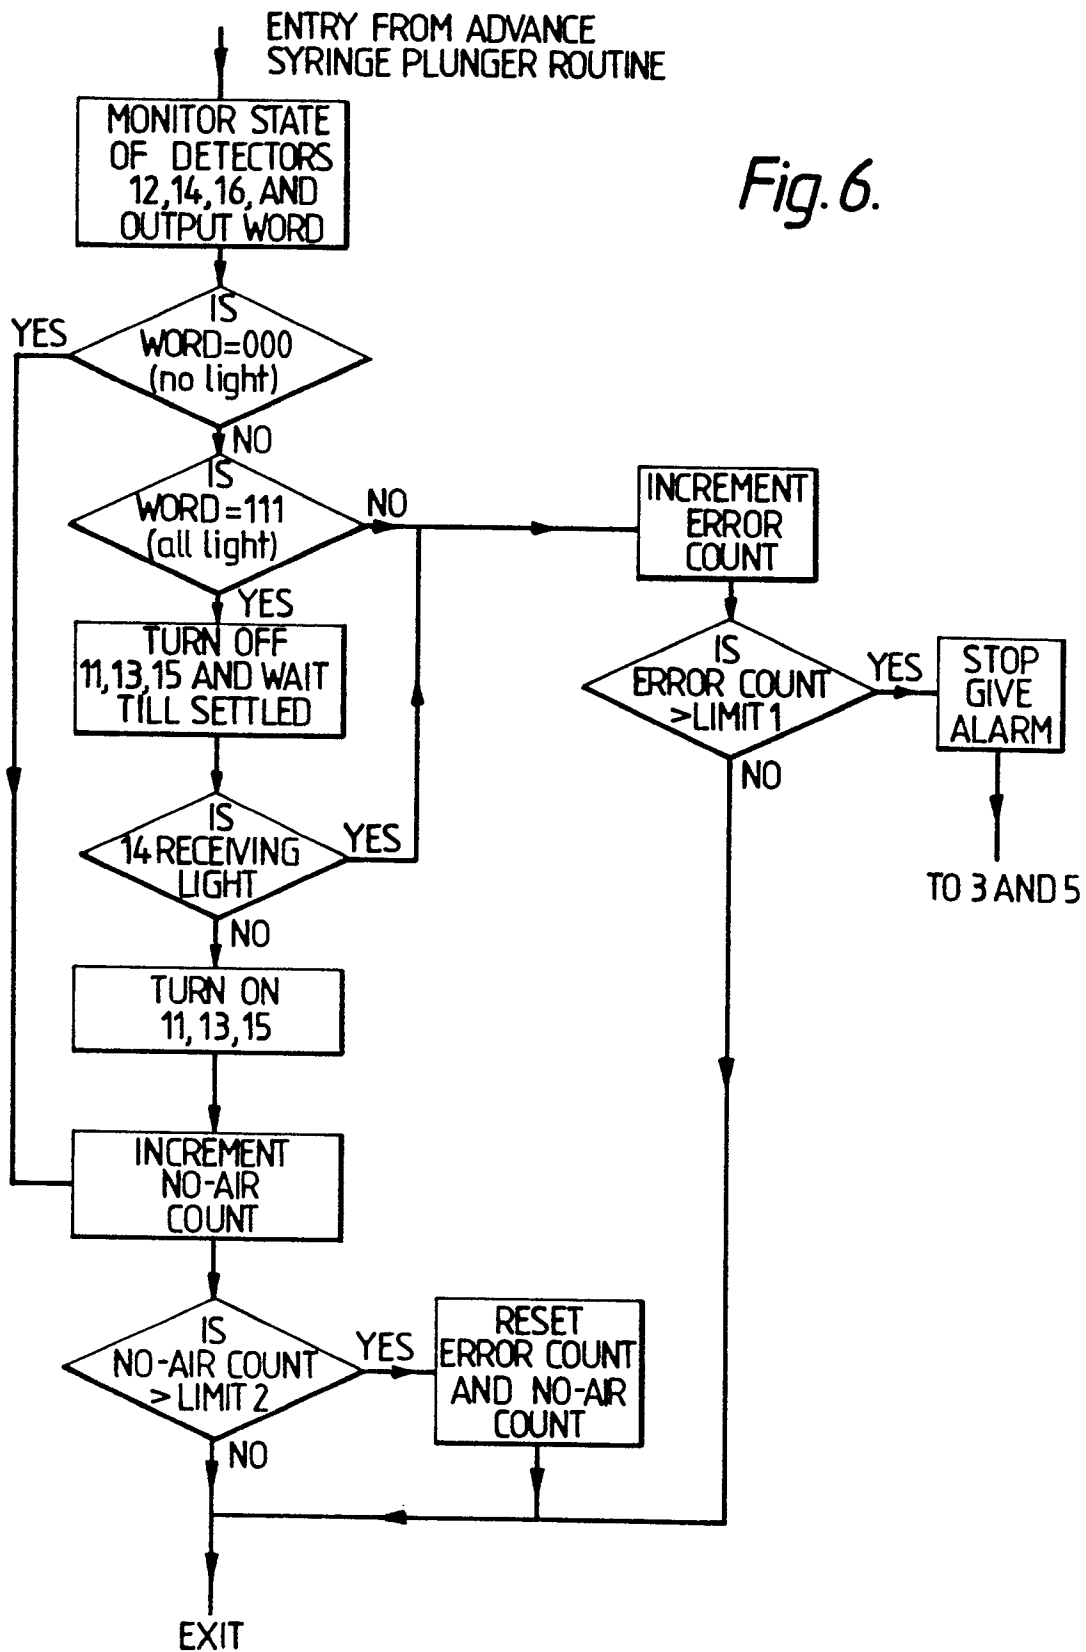 ENTRY FROM ADVANCE
SYRINGE PLUNGER ROUTINE
MONITOR STATE
OF DETECTORS
12,14,16, AND
OUTPUT WORD
Fig. 6.
IS
WORD=000
(no light)
YES
NO
IS
WORD=111
(all light)
NO
YES
INCREMENT
ERROR
COUNT
TURN OFF
11,13,15 AND WAIT
TILL SETTLED
IS
ERROR COUNT
>LIMIT 1
YES
NO
STOP
GIVE
ALARM
TO 3 AND 5
IS
14 RECEIVING
LIGHT
YES
NO
TURN ON
11, 13, 15
INCREMENT
NO-AIR
COUNT
IS
NO-AIR COUNT
> LIMIT 2
YES
NO
RESET
ERROR COUNT
AND NO-AIR
COUNT
EXIT